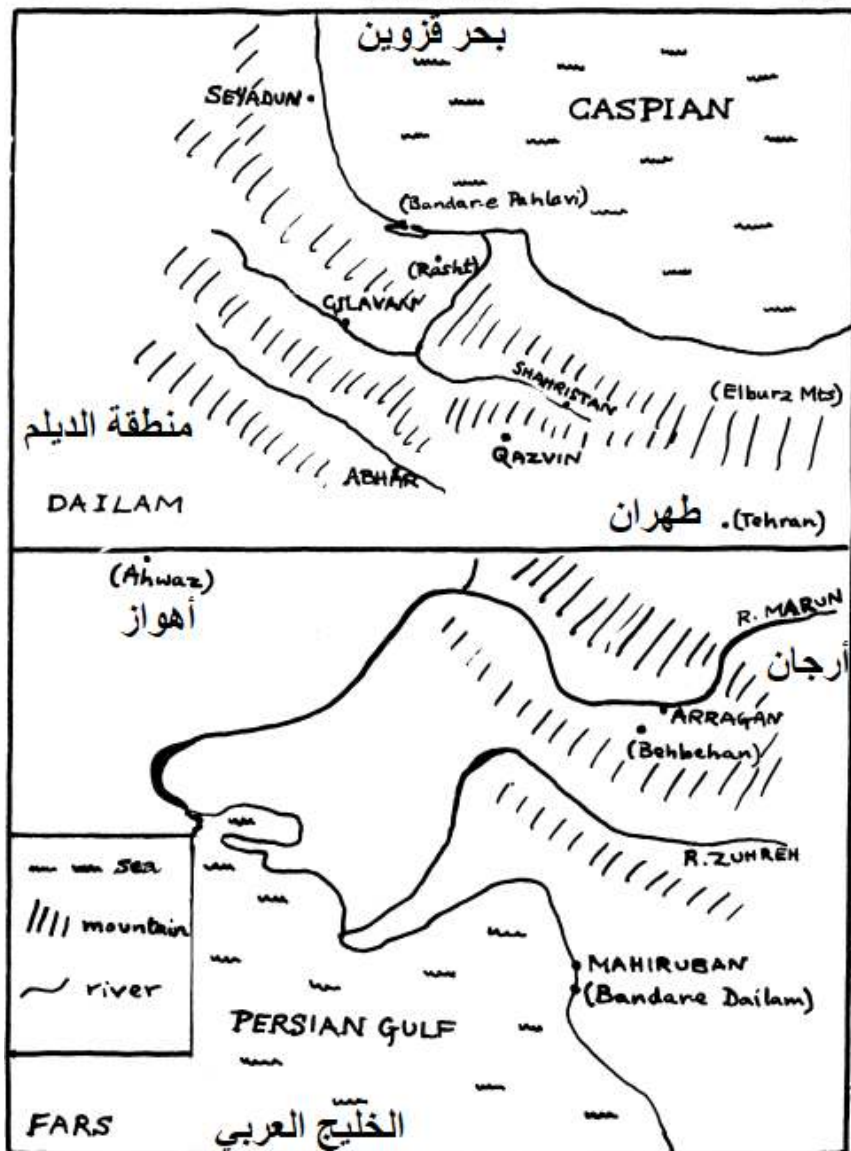 بحر قزوين
CASPIAN
SEYADUN
(Bandare Pahlavi)
(Rasht)
GILAVAKN
SHAHRISTAN
(Elburz Mts)
منطقة الديلم
QAZVIN
ABHAR
DAILAM
طهران
(Tehran)
(Ahwaz)
أهواز
R. MARUN
أرجان
ARRAGAN
(Behbehan)
sea
R. ZUHREH
mountain
river
MAHIRUBAN
(Bandare Dailam)
PERSIAN GULF
الخليج العربي
FARS